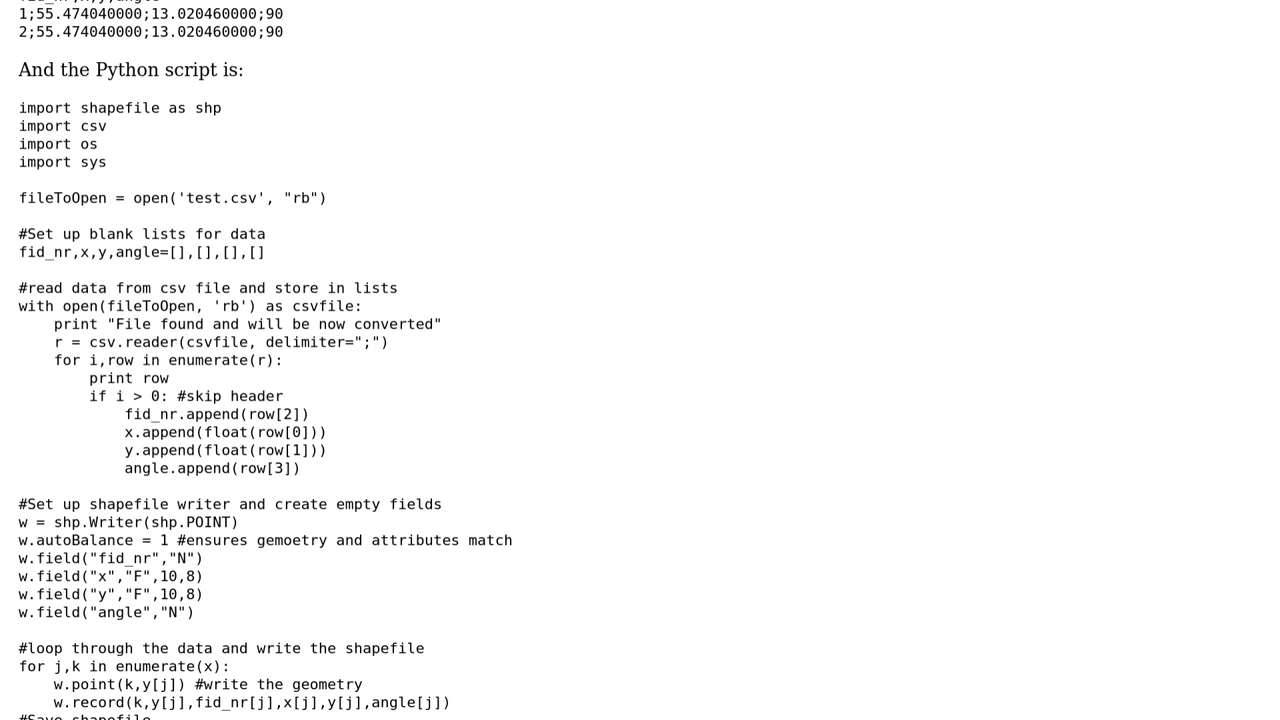 1;55.474040000;13.020460000;90
2;55.474040000;13.020460000;90
And the Python script is:
import shapefile as shp
import csv
import os
import sys
fileToOpen = open('test.csv', "rb")
#Set up blank lists for data
fid_nr,x,y,angle=[],[],[],[]
#read data from csv file and store in lists
with open(fileToOpen, 'rb') as csvfile:
    print "File found and will be now converted"
    r = csv.reader(csvfile, delimiter=";")
    for i,row in enumerate(r):
        print row
        if i > 0: #skip header
            fid_nr.append(row[2])
            x.append(float(row[0]))
            y.append(float(row[1]))
            angle.append(row[3])
#Set up shapefile writer and create empty fields
w = shp.Writer(shp.POINT)
w.autoBalance = 1 #ensures gemoetry and attributes match
w.field("fid_nr","N")
w.field("x","F",10,8)
w.field("y","F",10,8)
w.field("angle","N")
#loop through the data and write the shapefile
for j,k in enumerate(x):
    w.point(k,y[j]) #write the geometry
    w.record(k,y[j],fid_nr[j],x[j],y[j],angle[j])
#Save shapefile